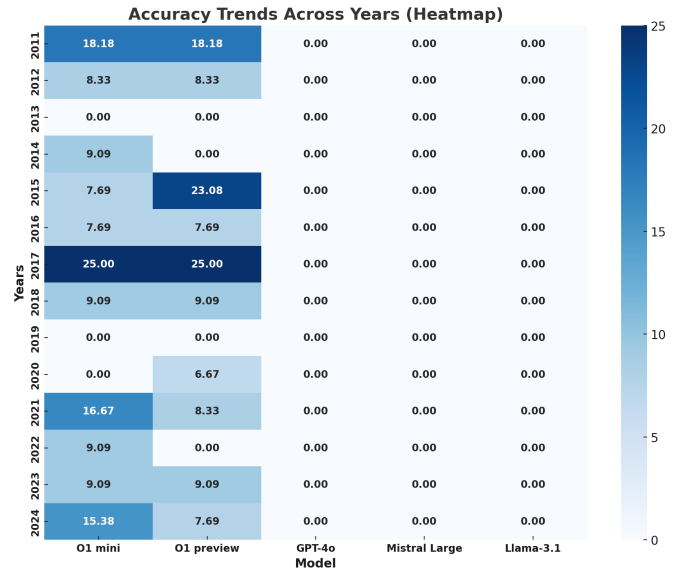 Accuracy Trends Across Years (Heatmap)
Years
2011 18.18 18.18 0.00 0.00 0.00
2012 8.33 8.33 0.00 0.00 0.00
2013 0.00 0.00 0.00 0.00 0.00
2014 9.09 0.00 0.00 0.00 0.00
2015 7.69 23.08 0.00 0.00 0.00
2016 7.69 7.69 0.00 0.00 0.00
2017 25.00 25.00 0.00 0.00 0.00
2018 9.09 9.09 0.00 0.00 0.00
2019 0.00 0.00 0.00 0.00 0.00
2020 0.00 6.67 0.00 0.00 0.00
2021 16.67 8.33 0.00 0.00 0.00
2022 9.09 0.00 0.00 0.00 0.00
2023 9.09 9.09 0.00 0.00 0.00
2024 15.38 7.69 0.00 0.00 0.00
O1 mini O1 preview GPT-4o Mistral Large Llama-3.1
Model
25
20
15
10
5
0